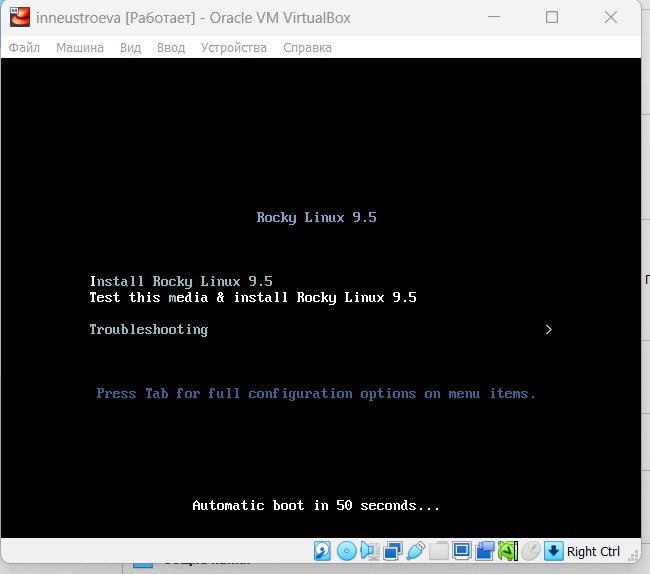 inneustroeva [Работает] - Oracle VM VirtualBox
Файл Машина Вид Ввод Устройства Справка
Rocky Linux 9.5
Install Rocky Linux 9.5
Test this media & install Rocky Linux 9.5
Troubleshooting >
Press Tab for full configuration options on menu items.
Automatic boot in 50 seconds...
Right Ctrl